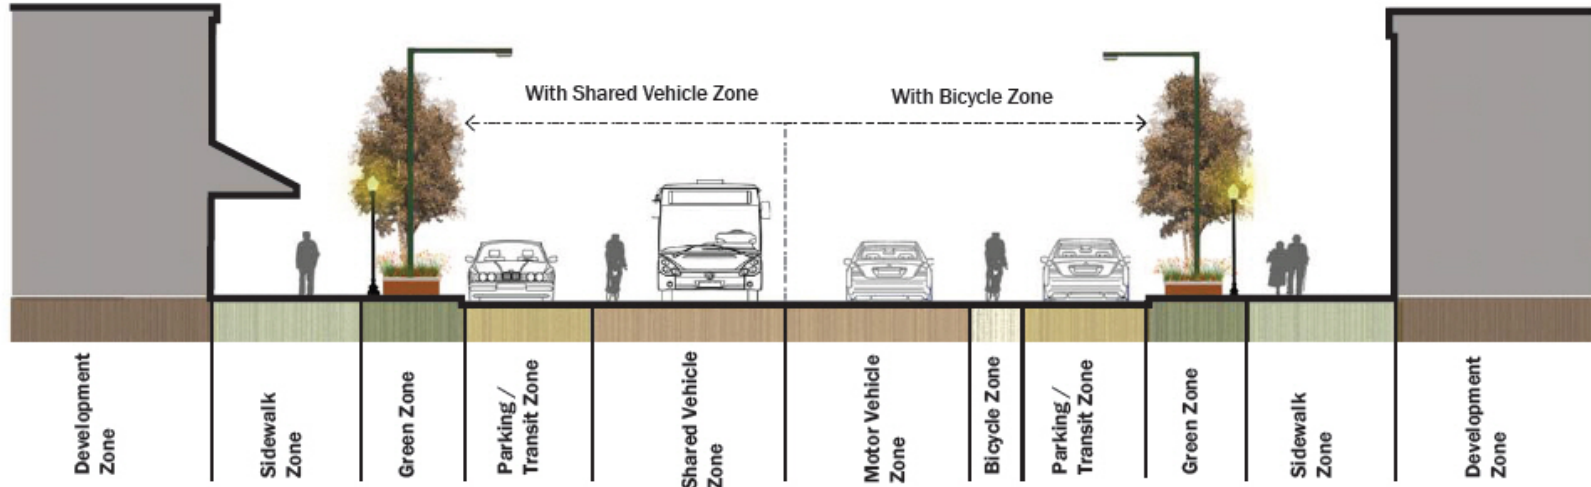 With Shared Vehicle Zone
With Bicycle Zone
Development
Zone
Sidewalk
Zone
Green Zone
Parking /
Transit Zone
Shared Vehicle
Zone
Motor Vehicle
Zone
Bicycle Zone
Parking /
Transit Zone
Green Zone
Sidewalk
Zone
Development
Zone